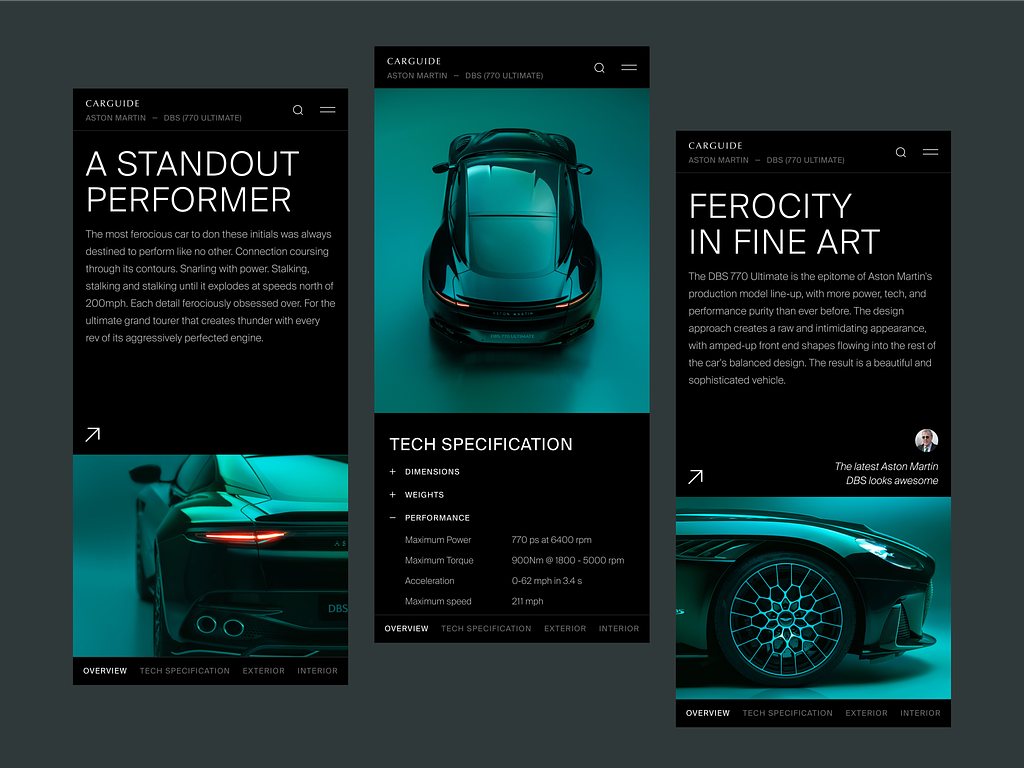 CARGUIDE
ASTON MARTIN — DBS (770 ULTIMATE)
A STANDOUT
PERFORMER
The most ferocious car to don these initials was always
destined to perform like no other. Connection coursing
through its contours. Snarling with power. Stalking,
stalking and stalking until it explodes at speeds north of
200mph. Each detail ferociously obsessed over. For the
ultimate grand tourer that creates thunder with every
rev of its aggressively perfected engine.
DBS
OVERVIEW TECH SPECIFICATION EXTERIOR INTERIOR
CARGUIDE
ASTON MARTIN — DBS (770 ULTIMATE)
ASTON MARTIN
DBS 770 ULTIMATE
TECH SPECIFICATION
+ DIMENSIONS
+ WEIGHTS
– PERFORMANCE
Maximum Power 770 ps at 6400 rpm
Maximum Torque 900Nm @ 1800 - 5000 rpm
Acceleration 0-62 mph in 3.4 s
Maximum speed 211 mph
OVERVIEW TECH SPECIFICATION EXTERIOR INTERIOR
CARGUIDE
ASTON MARTIN — DBS (770 ULTIMATE)
FEROCITY
IN FINE ART
The DBS 770 Ultimate is the epitome of Aston Martin's
production model line-up, with more power, tech, and
performance purity than ever before. The design
approach creates a raw and intimidating appearance,
with amped-up front end shapes flowing into the rest of
the car's balanced design. The result is a beautiful and
sophisticated vehicle.
The latest Aston Martin
DBS looks awesome
OVERVIEW TECH SPECIFICATION EXTERIOR INTERIOR